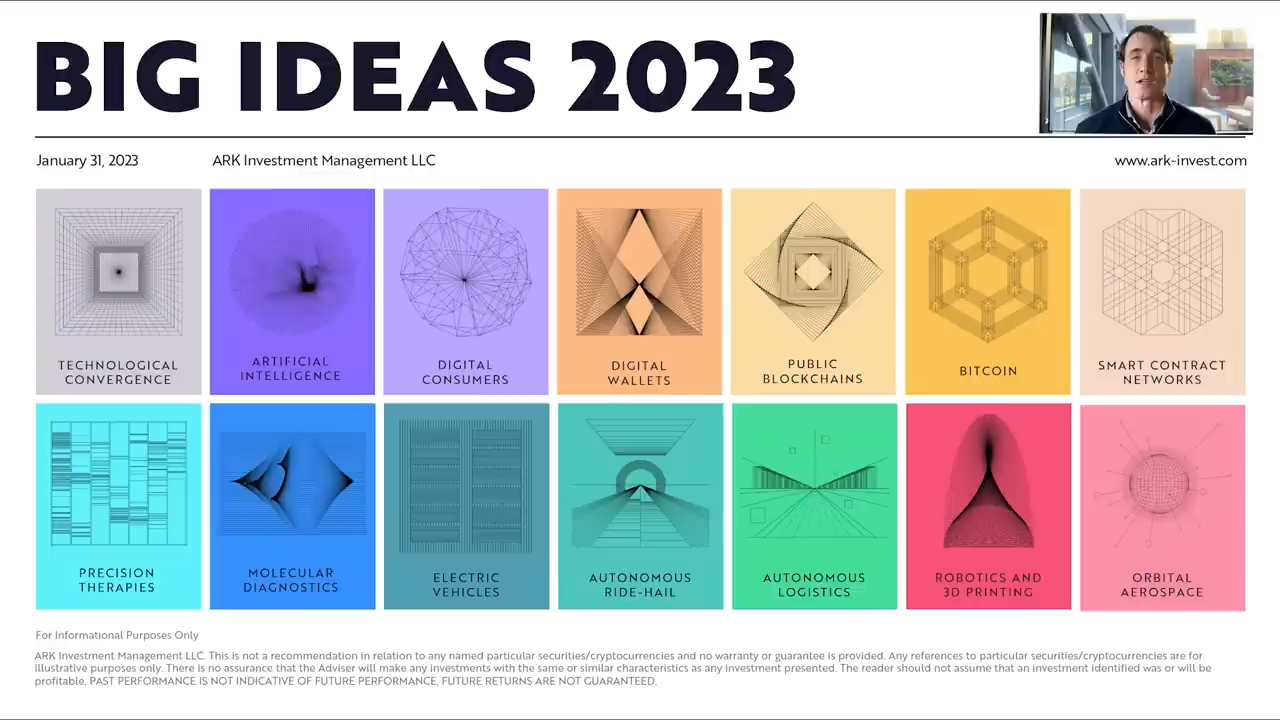 BIG IDEAS 2023
January 31, 2023
ARK Investment Management LLC
www.ark-invest.com
TECHNOLOGICAL
CONVERGENCE
ARTIFICIAL
INTELLIGENCE
DIGITAL
CONSUMERS
DIGITAL
WALLETS
PUBLIC
BLOCKCHAINS
BITCOIN
SMART CONTRACT
NETWORKS
PRECISION
THERAPIES
MOLECULAR
DIAGNOSTICS
ELECTRIC
VEHICLES
AUTONOMOUS
RIDE-HAIL
AUTONOMOUS
LOGISTICS
ROBOTICS AND
3D PRINTING
ORBITAL
AEROSPACE
For Informational Purposes Only
ARK Investment Management LLC. This is not a recommendation in relation to any named particular securities/cryptocurrencies and no warranty or guarantee is provided. Any references to particular securities/cryptocurrencies are for
illustrative purposes only. There is no assurance that the Adviser will make any investments with the same or similar characteristics as any investment presented. The reader should not assume that an investment identified was or will be
profitable. PAST PERFORMANCE IS NOT INDICATIVE OF FUTURE PERFORMANCE, FUTURE RETURNS ARE NOT GUARANTEED.